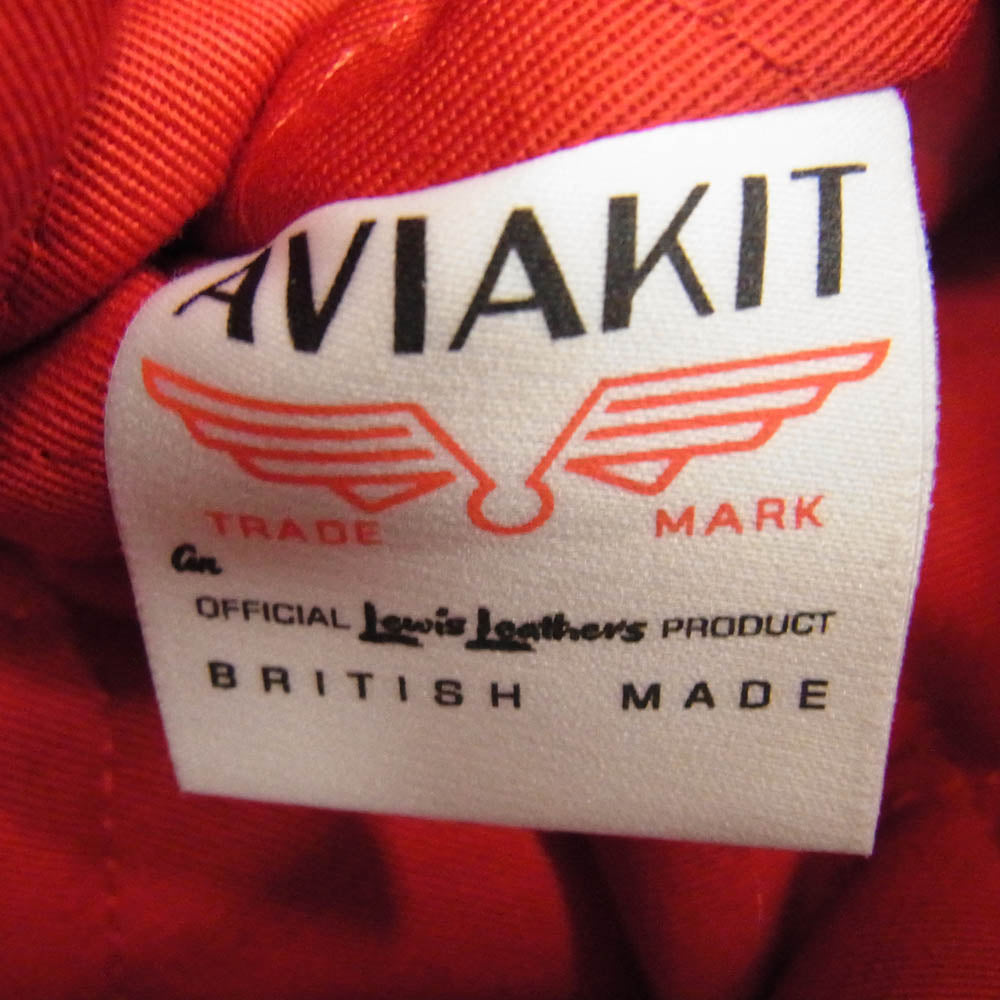 AVIAKIT
TRADE MARK
an
OFFICIAL Lewis Leathers PRODUCT
BRITISH MADE